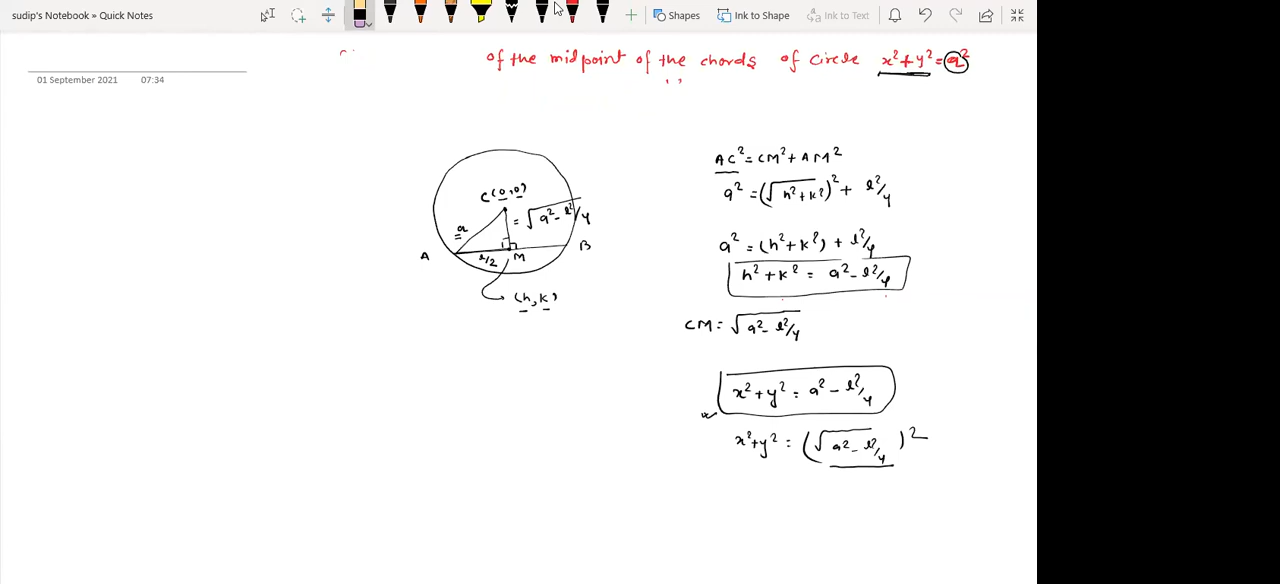 sudip's Notebook » Quick Notes
Shapes
Ink to Shape
Ink to Text
of the midpoint of the chords of circle x²+y²=a²
01 September 2021 07:34
AC²=CM²+AM²
C(0,0)
a²=(√h²+k²)²+ l²/4
a
=√a²-l²/4
A
l/2
M
B
a²=(h²+k²)+l²/4
h²+k²=a²-l²/4
(h,k)
CM=√a²-l²/4
x²+y²=a²-l²/4
x²+y²=(√a²-l²/4)²